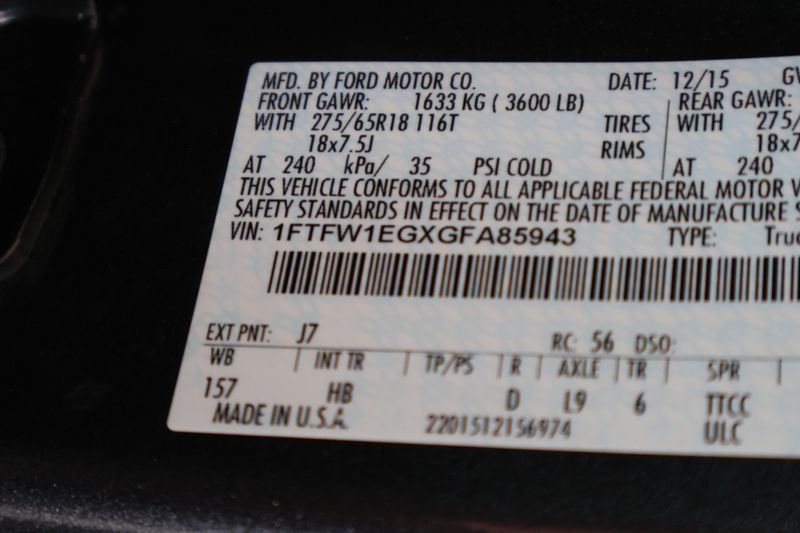 MFD. BY FORD MOTOR CO. DATE: 12/15 GV
FRONT GAWR: 1633 KG ( 3600 LB) REAR GAWR:
WITH 275/65R18 116T TIRES WITH 275/
18x7.5J RIMS 18x7.
AT 240 kPa/ 35 PSI COLD AT 240
THIS VEHICLE CONFORMS TO ALL APPLICABLE FEDERAL MOTOR V
SAFETY STANDARDS IN EFFECT ON THE DATE OF MANUFACTURE S
VIN: 1FTFW1EGXGFA85943 TYPE: Truc
EXT PNT: J7 RC: 56 DSO:
WB | INT TR | TP/PS | R | AXLE | TR | SPR
157 HB D L9 6 TTCC
MADE IN U.S.A. 2201512156974 ULC